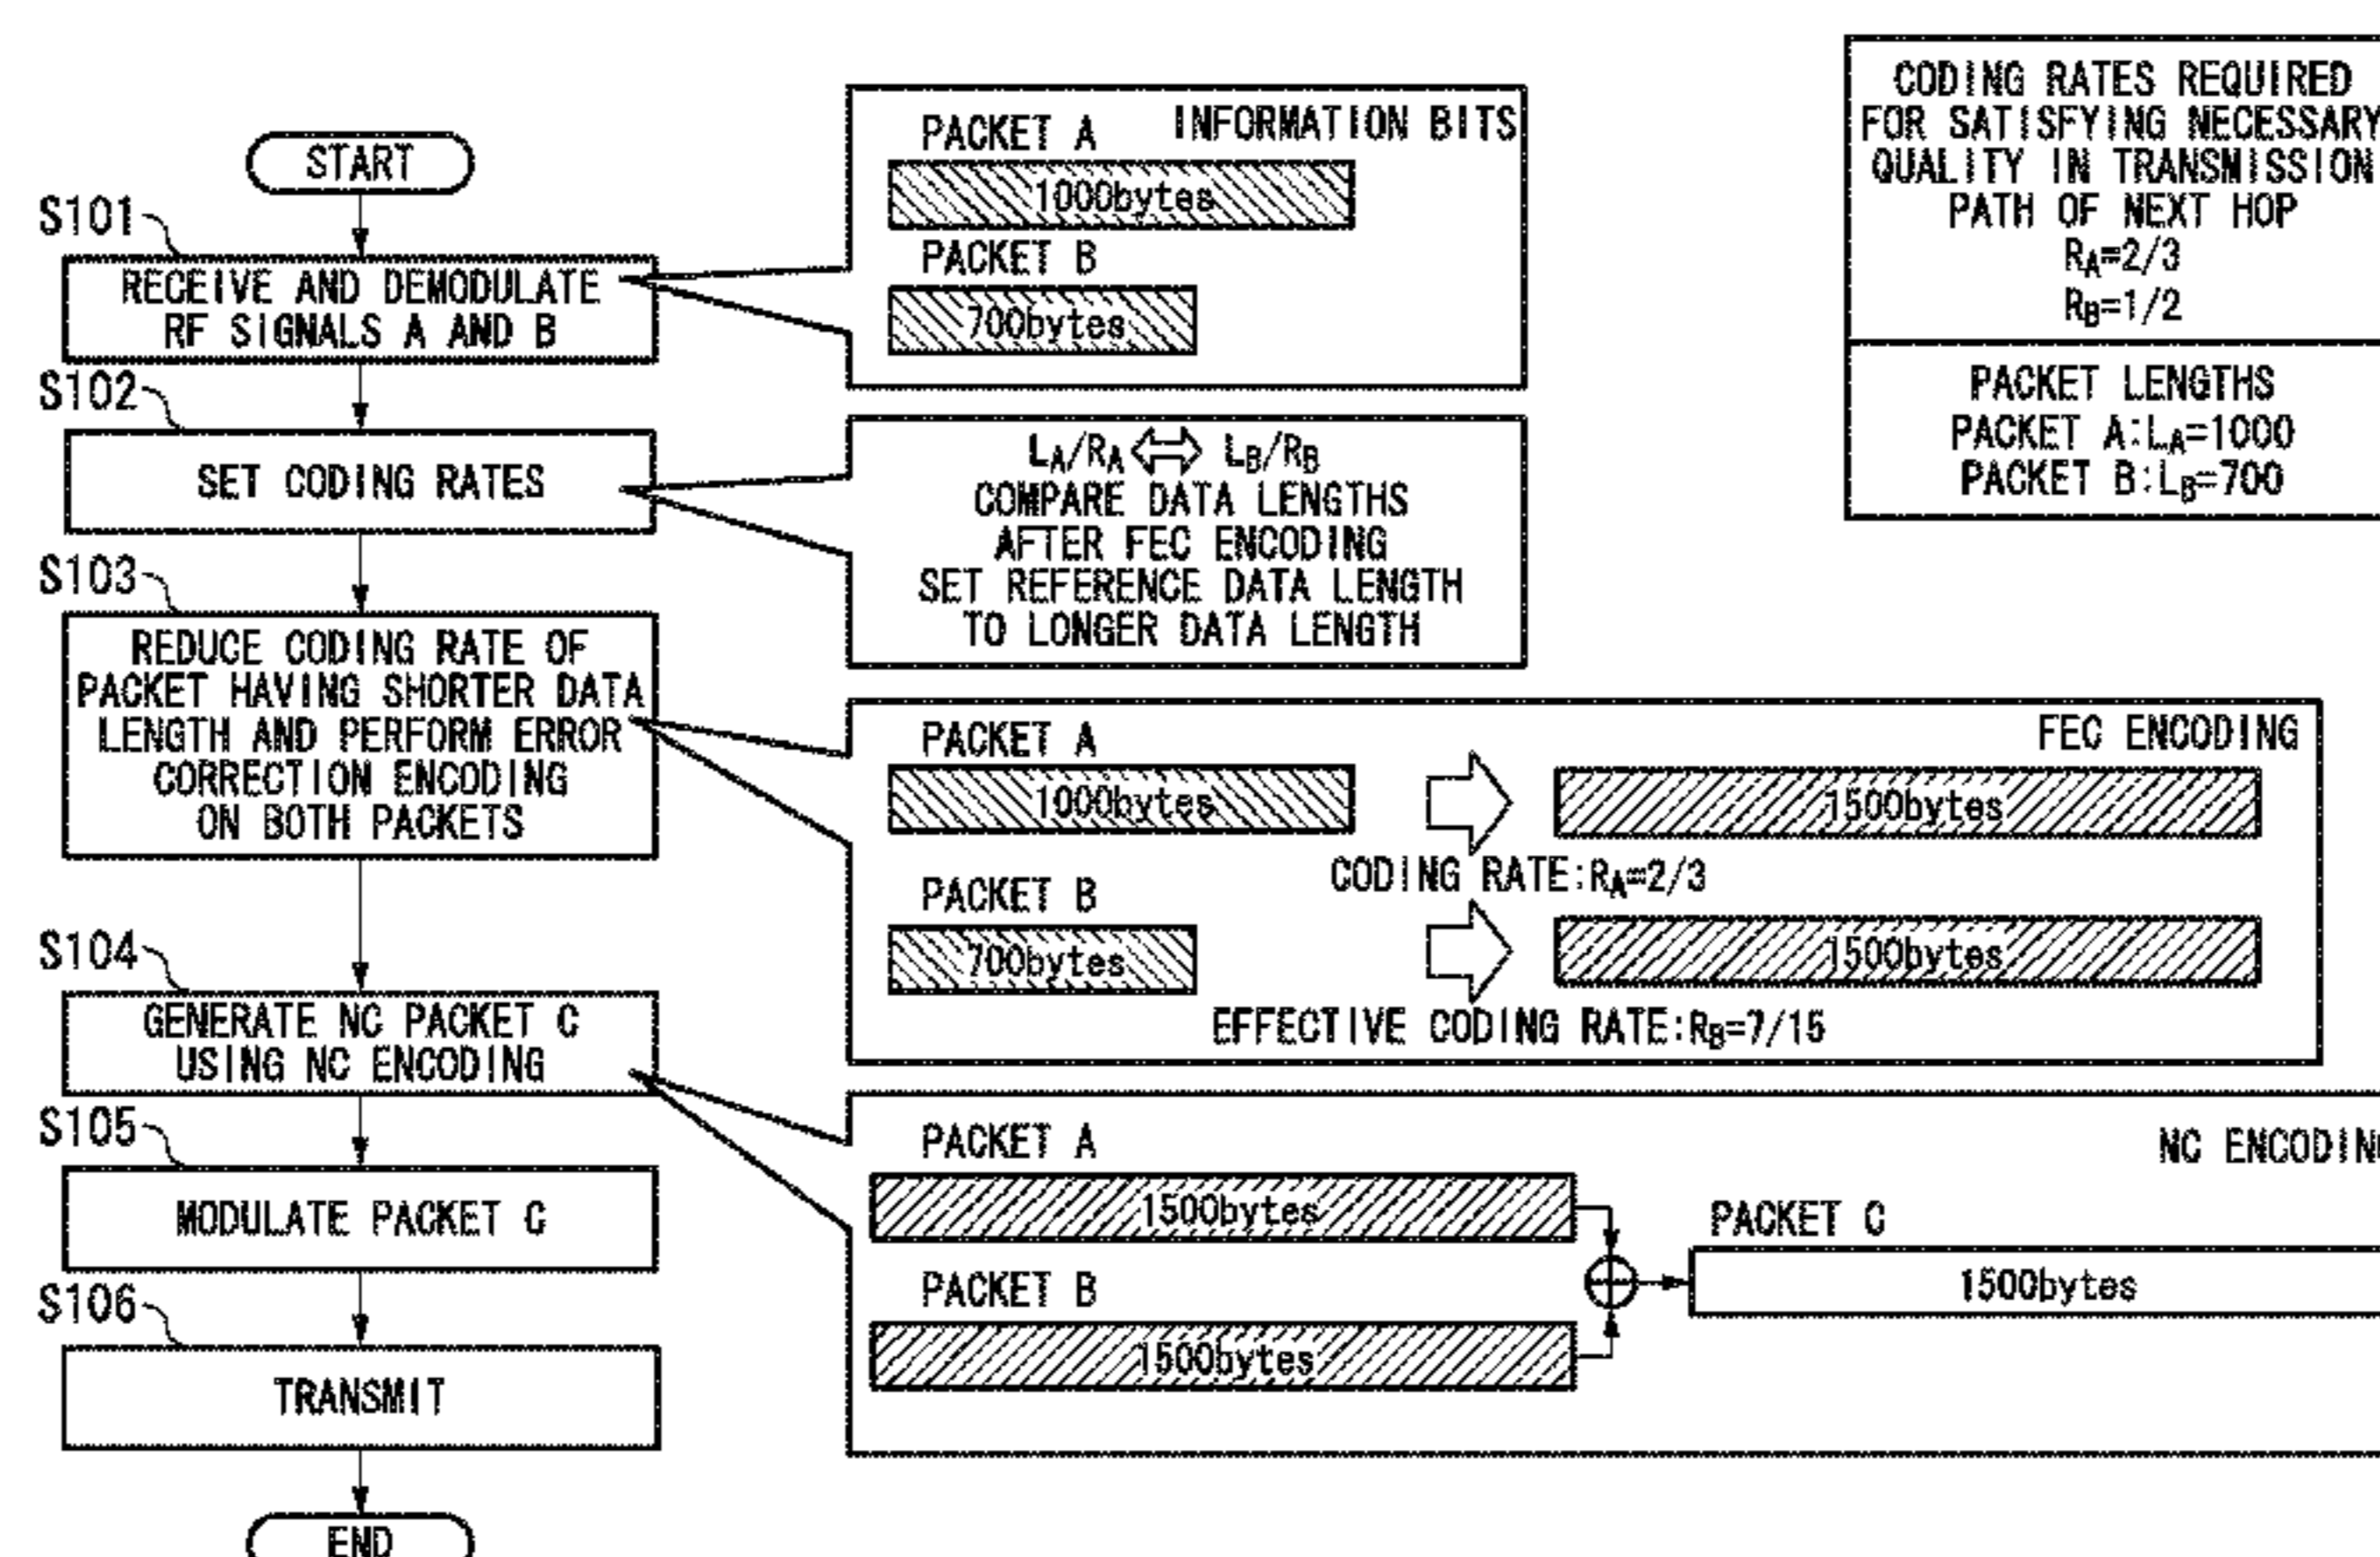 START
S101
RECEIVE AND DEMODULATE
RF SIGNALS A AND B
S102
SET CODING RATES
S103
REDUCE CODING RATE OF
PACKET HAVING SHORTER DATA
LENGTH AND PERFORM ERROR
CORRECTION ENCODING
ON BOTH PACKETS
S104
GENERATE NC PACKET C
USING NC ENCODING
S105
MODULATE PACKET C
S106
TRANSMIT
END
INFORMATION BITS
PACKET A
1000bytes
PACKET B
700bytes
LA/RA ⇔ LB/RB
COMPARE DATA LENGTHS
AFTER FEC ENCODING
SET REFERENCE DATA LENGTH
TO LONGER DATA LENGTH
FEC ENCODING
PACKET A
1000bytes
1500bytes
CODING RATE:RA=2/3
PACKET B
700bytes
1500bytes
EFFECTIVE CODING RATE:RB=7/15
NC ENCODING
PACKET A
1500bytes
PACKET B
1500bytes
PACKET C
1500bytes
CODING RATES REQUIRED
FOR SATISFYING NECESSARY
QUALITY IN TRANSMISSION
PATH OF NEXT HOP
RA=2/3
RB=1/2
PACKET LENGTHS
PACKET A:LA=1000
PACKET B:LB=700